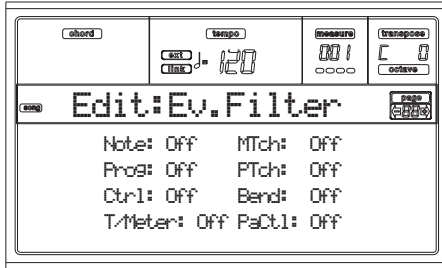 chord tempo measure transpose
ext link ♩= 120 001 C 0
octave
song Edit:Ev.Filter page
Note: Off MTch: Off
Prog: Off PTch: Off
Ctrl: Off Bend: Off
T/Meter: Off PaCtl: Off